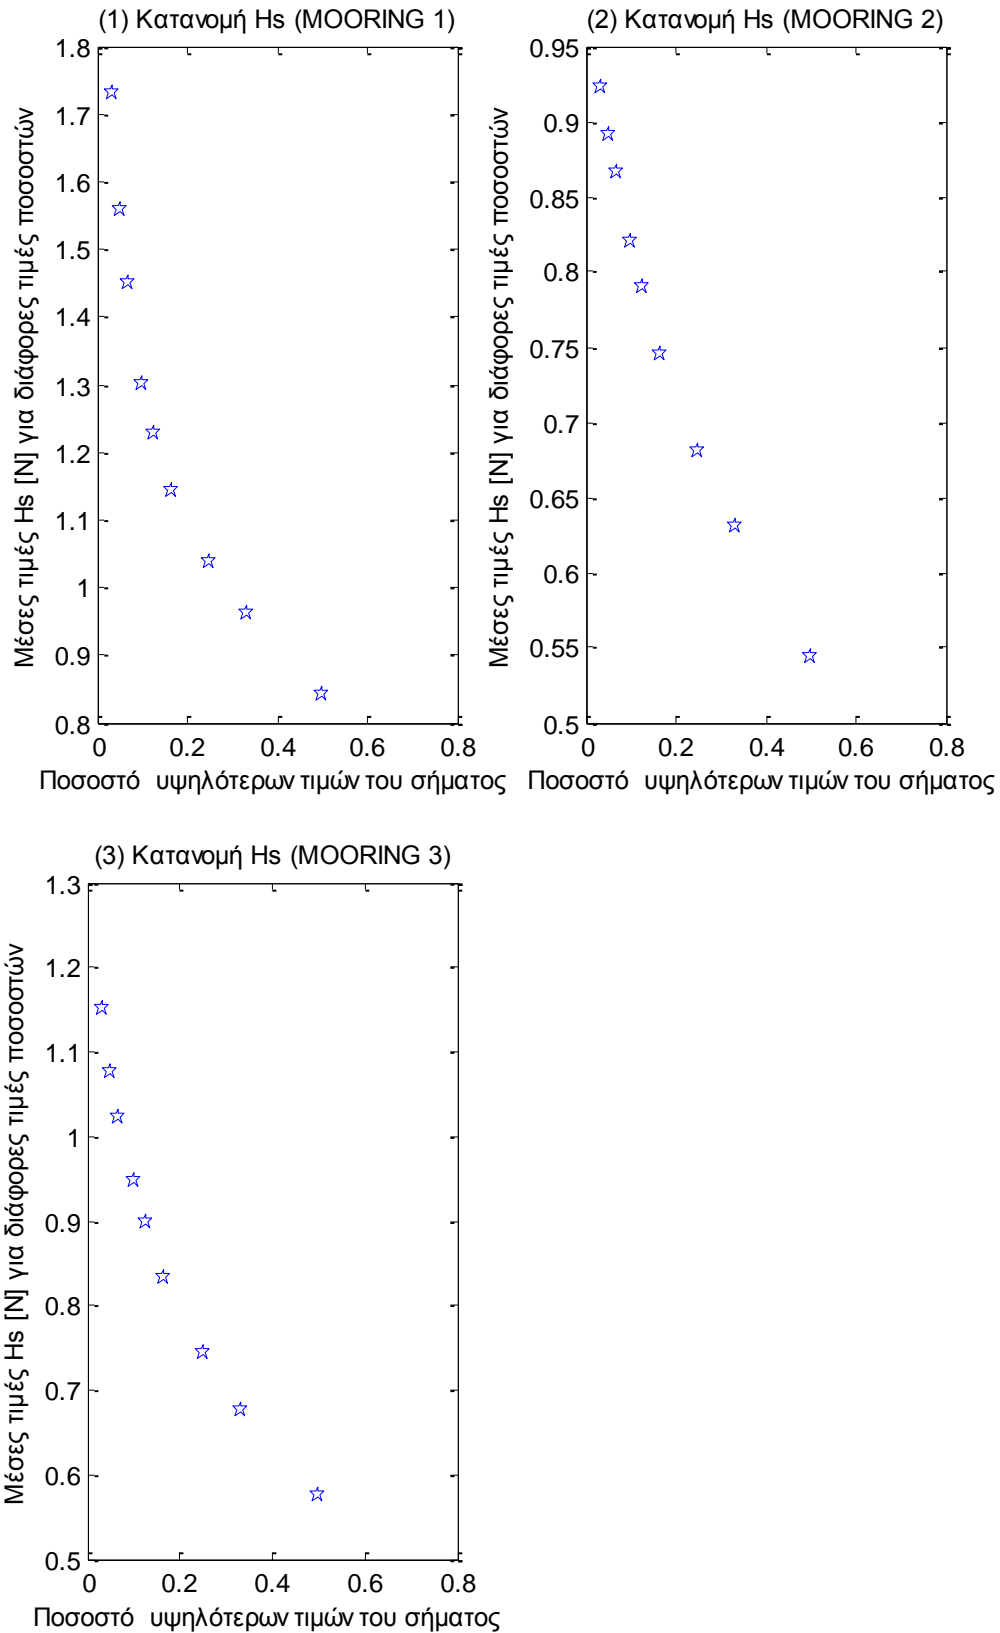 (1) Κατανομή Hs (MOORING 1)
Μέσες τιμές Hs [N] για διάφορες τιμές ποσοστών
1.8
1.7
1.6
1.5
1.4
1.3
1.2
1.1
1
0.9
0.8
0 0.2 0.4 0.6 0.8
Ποσοστό υψηλότερων τιμών του σήματος
(2) Κατανομή Hs (MOORING 2)
Μέσες τιμές Hs [N] για διάφορες τιμές ποσοστών
0.95
0.9
0.85
0.8
0.75
0.7
0.65
0.6
0.55
0.5
0 0.2 0.4 0.6 0.8
Ποσοστό υψηλότερων τιμών του σήματος
(3) Κατανομή Hs (MOORING 3)
Μέσες τιμές Hs [N] για διάφορες τιμές ποσοστών
1.3
1.2
1.1
1
0.9
0.8
0.7
0.6
0.5
0 0.2 0.4 0.6 0.8
Ποσοστό υψηλότερων τιμών του σήματος